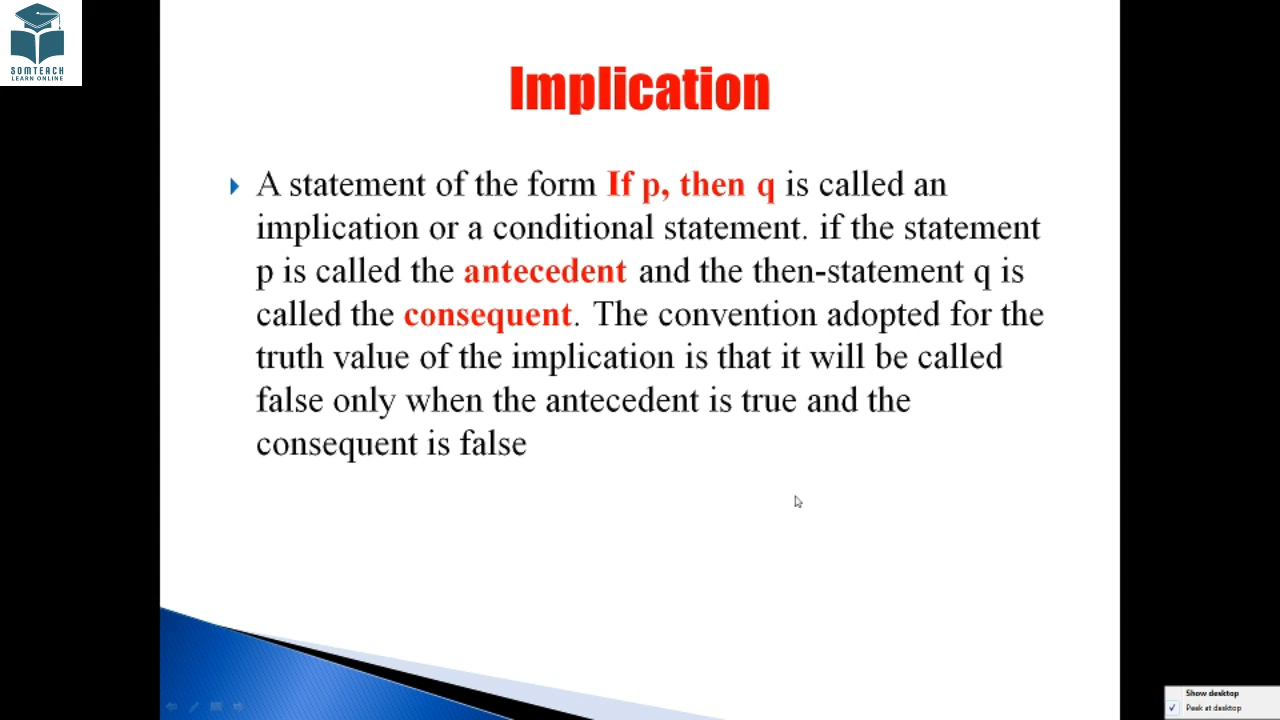 SOMTEACH
LEARN ONLINE
Implication
A statement of the form If p, then q is called an
implication or a conditional statement. if the statement
p is called the antecedent and the then-statement q is
called the consequent. The convention adopted for the
truth value of the implication is that it will be called
false only when the antecedent is true and the
consequent is false
Show desktop
Peek at desktop